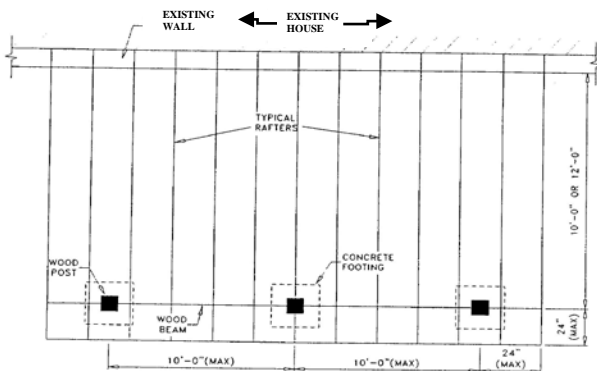 EXISTING
WALL
EXISTING
HOUSE
TYPICAL
RAFTERS
10'-0" OR 12'-0"
WOOD
POST
CONCRETE
FOOTING
WOOD
BEAM
24"
(MAX)
10'-0"(MAX)
10'-0"(MAX)
24"
(MAX)